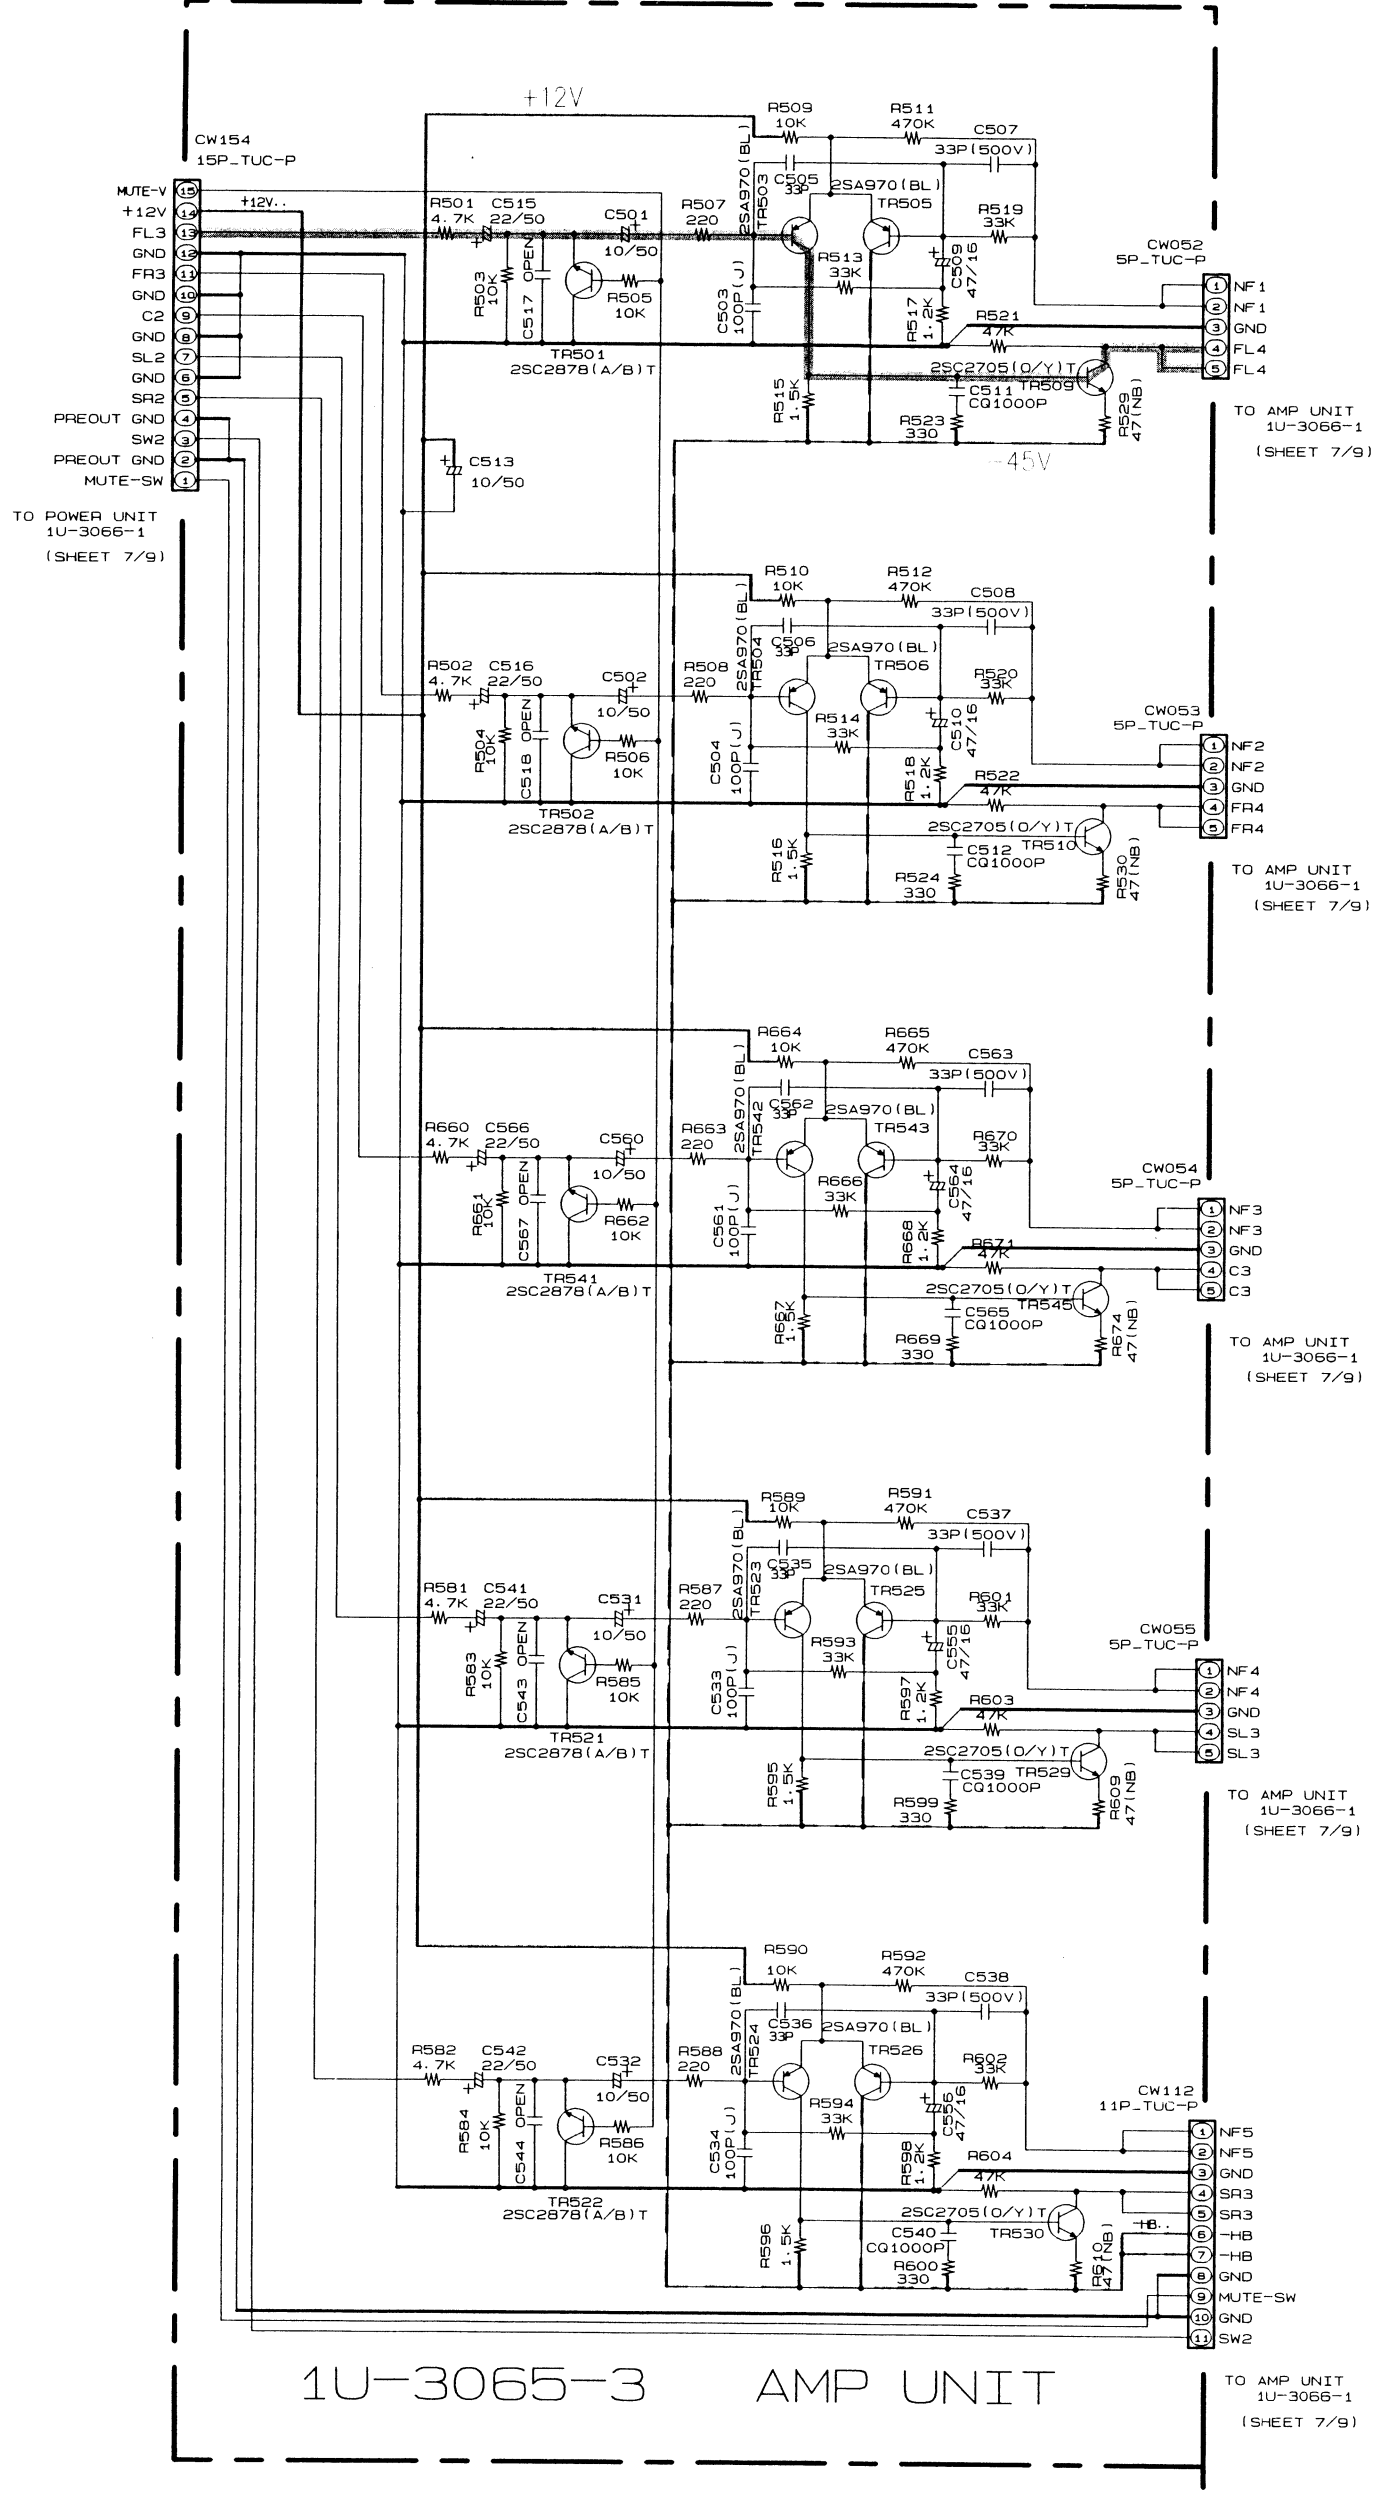 +12V
CW154
15P_TUC-P
MUTE-V 15
+12V 14
FL3 13
GND 12
FR3 11
GND 10
C2 9
GND 8
SL2 7
GND 6
SR2 5
PREOUT GND 4
SW2 3
PREOUT GND 2
MUTE-SW 1
TO POWER UNIT
1U-3066-1
(SHEET 7/9)
+12V..
R501
4.7K
C515
22/50
R503
10K
C517 OPEN
C501
10/50
R505
10K
TR501
2SC2878(A/B)T
R507
220
2SA970(BL)
TR503
R509
10K
C505
33P
R511
470K
C507
33P(500V)
2SA970(BL)
TR505
R519
33K
R513
33K
C509
47/16
C503
100P(J)
R517
1.2K
R521
47K
2SC2705(O/Y)T
TR509
R515
1.5K
C511
CQ1000P
R523
330
R529
47(NB)
-45V
C513
10/50
CW052
5P_TUC-P
1 NF1
2 NF1
3 GND
4 FL4
5 FL4
TO AMP UNIT
1U-3066-1
(SHEET 7/9)
R502
4.7K
C516
22/50
R504
10K
C518 OPEN
C502
10/50
R506
10K
TR502
2SC2878(A/B)T
R508
220
2SA970(BL)
TR504
R510
10K
C506
33P
R512
470K
C508
33P(500V)
2SA970(BL)
TR506
R520
33K
R514
33K
C510
47/16
C504
100P(J)
R518
1.2K
R522
47K
2SC2705(O/Y)T
TR510
R516
1.5K
C512
CQ1000P
R524
330
R530
47(NB)
CW053
5P_TUC-P
1 NF2
2 NF2
3 GND
4 FR4
5 FR4
TO AMP UNIT
1U-3066-1
(SHEET 7/9)
R660
4.7K
C566
22/50
R661
10K
C567 OPEN
C560
10/50
R662
10K
TR541
2SC2878(A/B)T
R663
220
2SA970(BL)
TR542
R664
10K
C562
33P
R665
470K
C563
33P(500V)
2SA970(BL)
TR543
R670
33K
R666
33K
C564
47/16
C561
100P(J)
R668
1.2K
R671
47K
2SC2705(O/Y)T
TR545
R667
1.5K
C565
CQ1000P
R669
330
R674
47(NB)
CW054
5P_TUC-P
1 NF3
2 NF3
3 GND
4 C3
5 C3
TO AMP UNIT
1U-3066-1
(SHEET 7/9)
R581
4.7K
C541
22/50
R583
10K
C543 OPEN
C531
10/50
R585
10K
TR521
2SC2878(A/B)T
R587
220
2SA970(BL)
TR523
R589
10K
C535
33P
R591
470K
C537
33P(500V)
2SA970(BL)
TR525
R601
33K
R593
33K
C555
47/16
C533
100P(J)
R597
1.2K
R603
47K
2SC2705(O/Y)T
TR529
R595
1.5K
C539
CQ1000P
R599
330
R609
47(NB)
CW055
5P_TUC-P
1 NF4
2 NF4
3 GND
4 SL3
5 SL3
TO AMP UNIT
1U-3066-1
(SHEET 7/9)
R582
4.7K
C542
22/50
R584
10K
C544 OPEN
C532
10/50
R586
10K
TR522
2SC2878(A/B)T
R588
220
2SA970(BL)
TR524
R590
10K
C536
33P
R592
470K
C538
33P(500V)
2SA970(BL)
TR526
R602
33K
R594
33K
C556
47/16
C534
100P(J)
R598
1.2K
R604
47K
2SC2705(O/Y)T
TR530
R596
1.5K
C540
CQ1000P
R600
330
R610
47(NB)
-HB..
CW112
11P_TUC-P
1 NF5
2 NF5
3 GND
4 SR3
5 SR3
6 -HB
7 -HB
8 GND
9 MUTE-SW
10 GND
11 SW2
TO AMP UNIT
1U-3066-1
(SHEET 7/9)
1U-3065-3 AMP UNIT